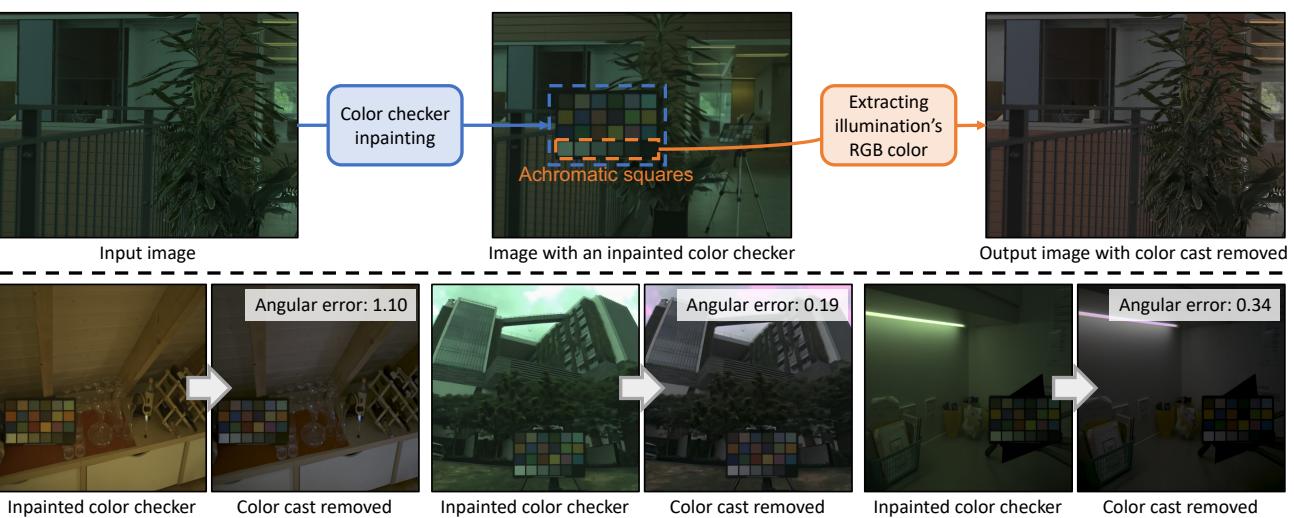 Color checker
inpainting
Extracting
illumination's
RGB color
Achromatic squares
Input image
Image with an inpainted color checker
Output image with color cast removed
Angular error: 1.10
Angular error: 0.19
Angular error: 0.34
Inpainted color checker
Color cast removed
Inpainted color checker
Color cast removed
Inpainted color checker
Color cast removed